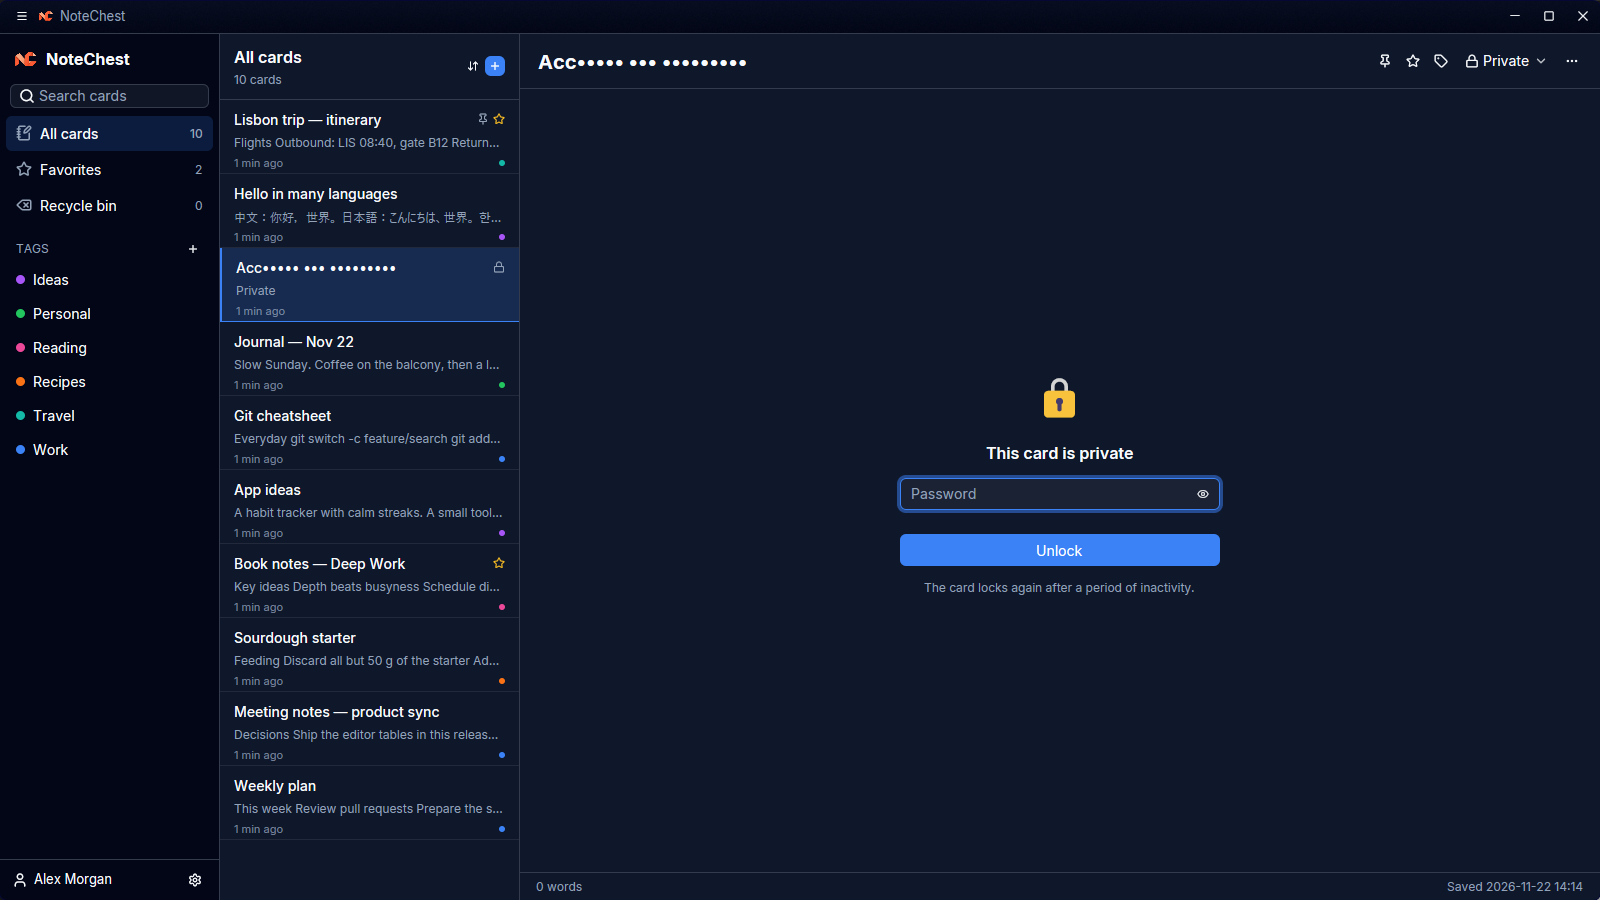 NoteChest
NoteChest
Search cards
All cards 10
Favorites 2
Recycle bin 0
TAGS
Ideas
Personal
Reading
Recipes
Travel
Work
Alex Morgan
All cards
10 cards
Lisbon trip — itinerary
Flights Outbound: LIS 08:40, gate B12 Return...
1 min ago
Hello in many languages
中文：你好，世界。日本語：こんにちは、世界。한...
1 min ago
Acc••••• ••• •••••••••
Private
1 min ago
Journal — Nov 22
Slow Sunday. Coffee on the balcony, then a l...
1 min ago
Git cheatsheet
Everyday git switch -c feature/search git add...
1 min ago
App ideas
A habit tracker with calm streaks. A small tool...
1 min ago
Book notes — Deep Work
Key ideas Depth beats busyness Schedule di...
1 min ago
Sourdough starter
Feeding Discard all but 50 g of the starter Ad...
1 min ago
Meeting notes — product sync
Decisions Ship the editor tables in this releas...
1 min ago
Weekly plan
This week Review pull requests Prepare the s...
1 min ago
Acc••••• ••• •••••••••
Private
This card is private
Password
Unlock
The card locks again after a period of inactivity.
0 words
Saved 2026-11-22 14:14